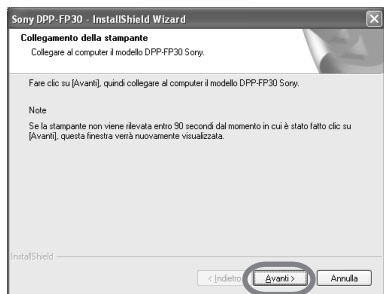 Sony DPP-FP30 - InstallShield Wizard
Collegamento della stampante
Collegare al computer il modello DPP-FP30 Sony.
Fare clic su [Avanti], quindi collegare al computer il modello DPP-FP30 Sony.
Note
Se la stampante non viene rilevata entro 90 secondi dal momento in cui è stato fatto clic su
[Avanti], questa finestra verrà nuovamente visualizzata.
InstallShield
< Indietro Avanti > Annulla